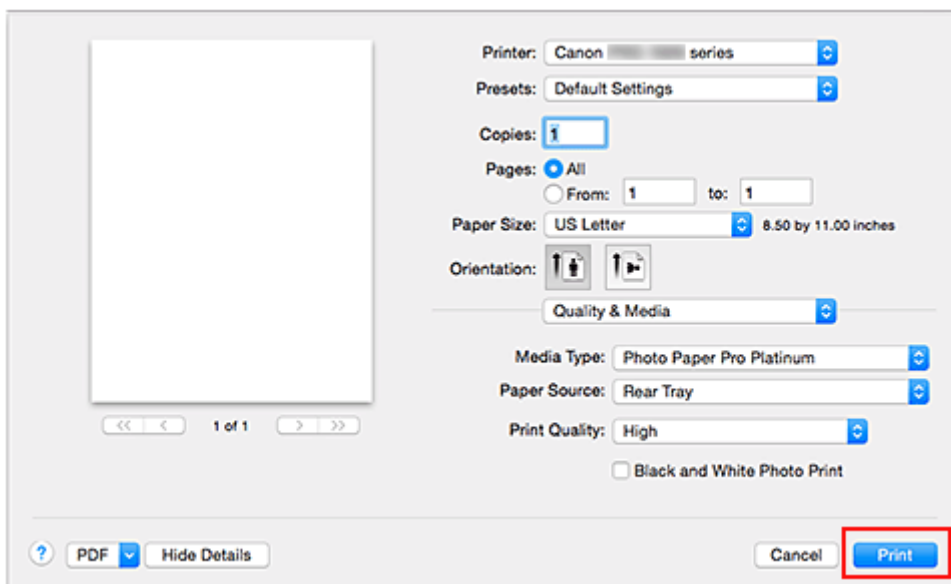 Printer: Canon series
Presets: Default Settings
Copies: 1
Pages: All
From: 1 to: 1
Paper Size: US Letter 8.50 by 11.00 inches
Orientation:
Quality & Media
Media Type: Photo Paper Pro Platinum
Paper Source: Rear Tray
1 of 1
Print Quality: High
Black and White Photo Print
? PDF Hide Details Cancel Print